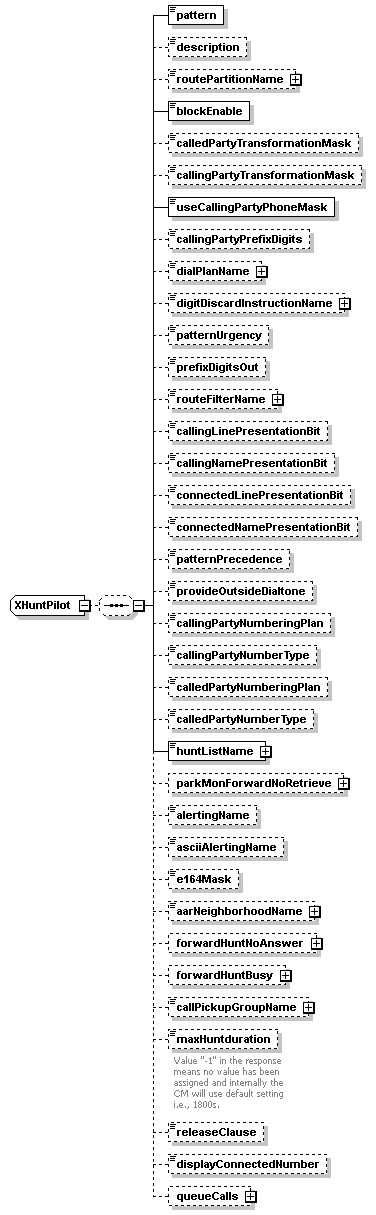 pattern
description
routePartitionName
blockEnable
calledPartyTransformationMask
callingPartyTransformationMask
useCallingPartyPhoneMask
callingPartyPrefixDigits
dialPlanName
digitDiscardInstructionName
patternUrgency
prefixDigitsOut
routeFilterName
callingLinePresentationBit
callingNamePresentationBit
connectedLinePresentationBit
connectedNamePresentationBit
patternPrecedence
provideOutsideDialtone
XHuntPilot
callingPartyNumberingPlan
callingPartyNumberType
calledPartyNumberingPlan
calledPartyNumberType
huntListName
parkMonForwardNoRetrieve
alertingName
asciiAlertingName
e164Mask
aarNeighborhoodName
forwardHuntNoAnswer
forwardHuntBusy
callPickupGroupName
maxHuntduration
Value "-1" in the response
means no value has been
assigned and internally the
CM will use default setting
i.e., 1800s.
releaseClause
displayConnectedNumber
queueCalls